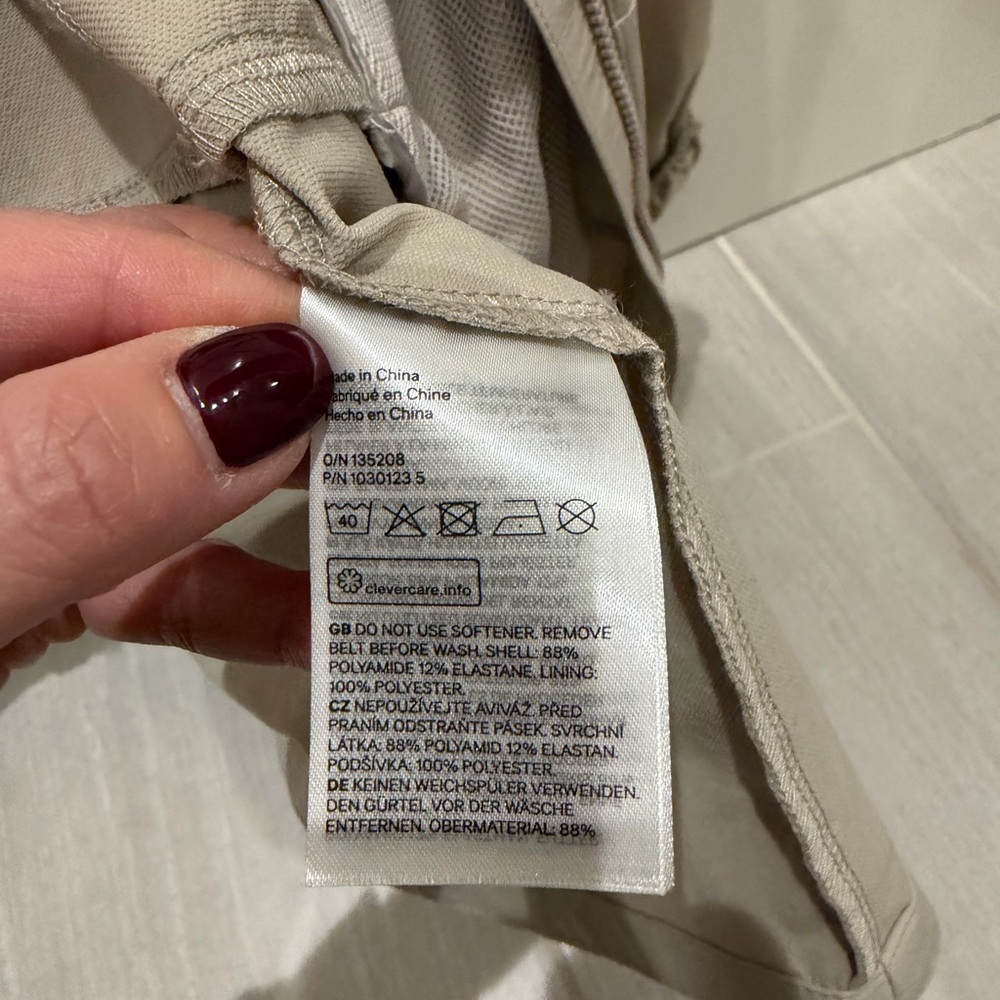 ade in China
abriqué en Chine
Hecho en China
O/N 135208
P/N 1030123 5
40
clevercare.info
GB DO NOT USE SOFTENER. REMOVE
BELT BEFORE WASH. SHELL: 88%
POLYAMIDE 12% ELASTANE. LINING:
100% POLYESTER.
CZ NEPOUŽÍVEJTE AVIVÁŽ. PŘED
PRANÍM ODSTRAŇTE PÁSEK. SVRCHNÍ
LÁTKA: 88% POLYAMID 12% ELASTAN.
PODŠÍVKA: 100% POLYESTER.
DE KEINEN WEICHSPÜLER VERWENDEN.
DEN GÜRTEL VOR DER WÄSCHE
ENTFERNEN. OBERMATERIAL: 88%